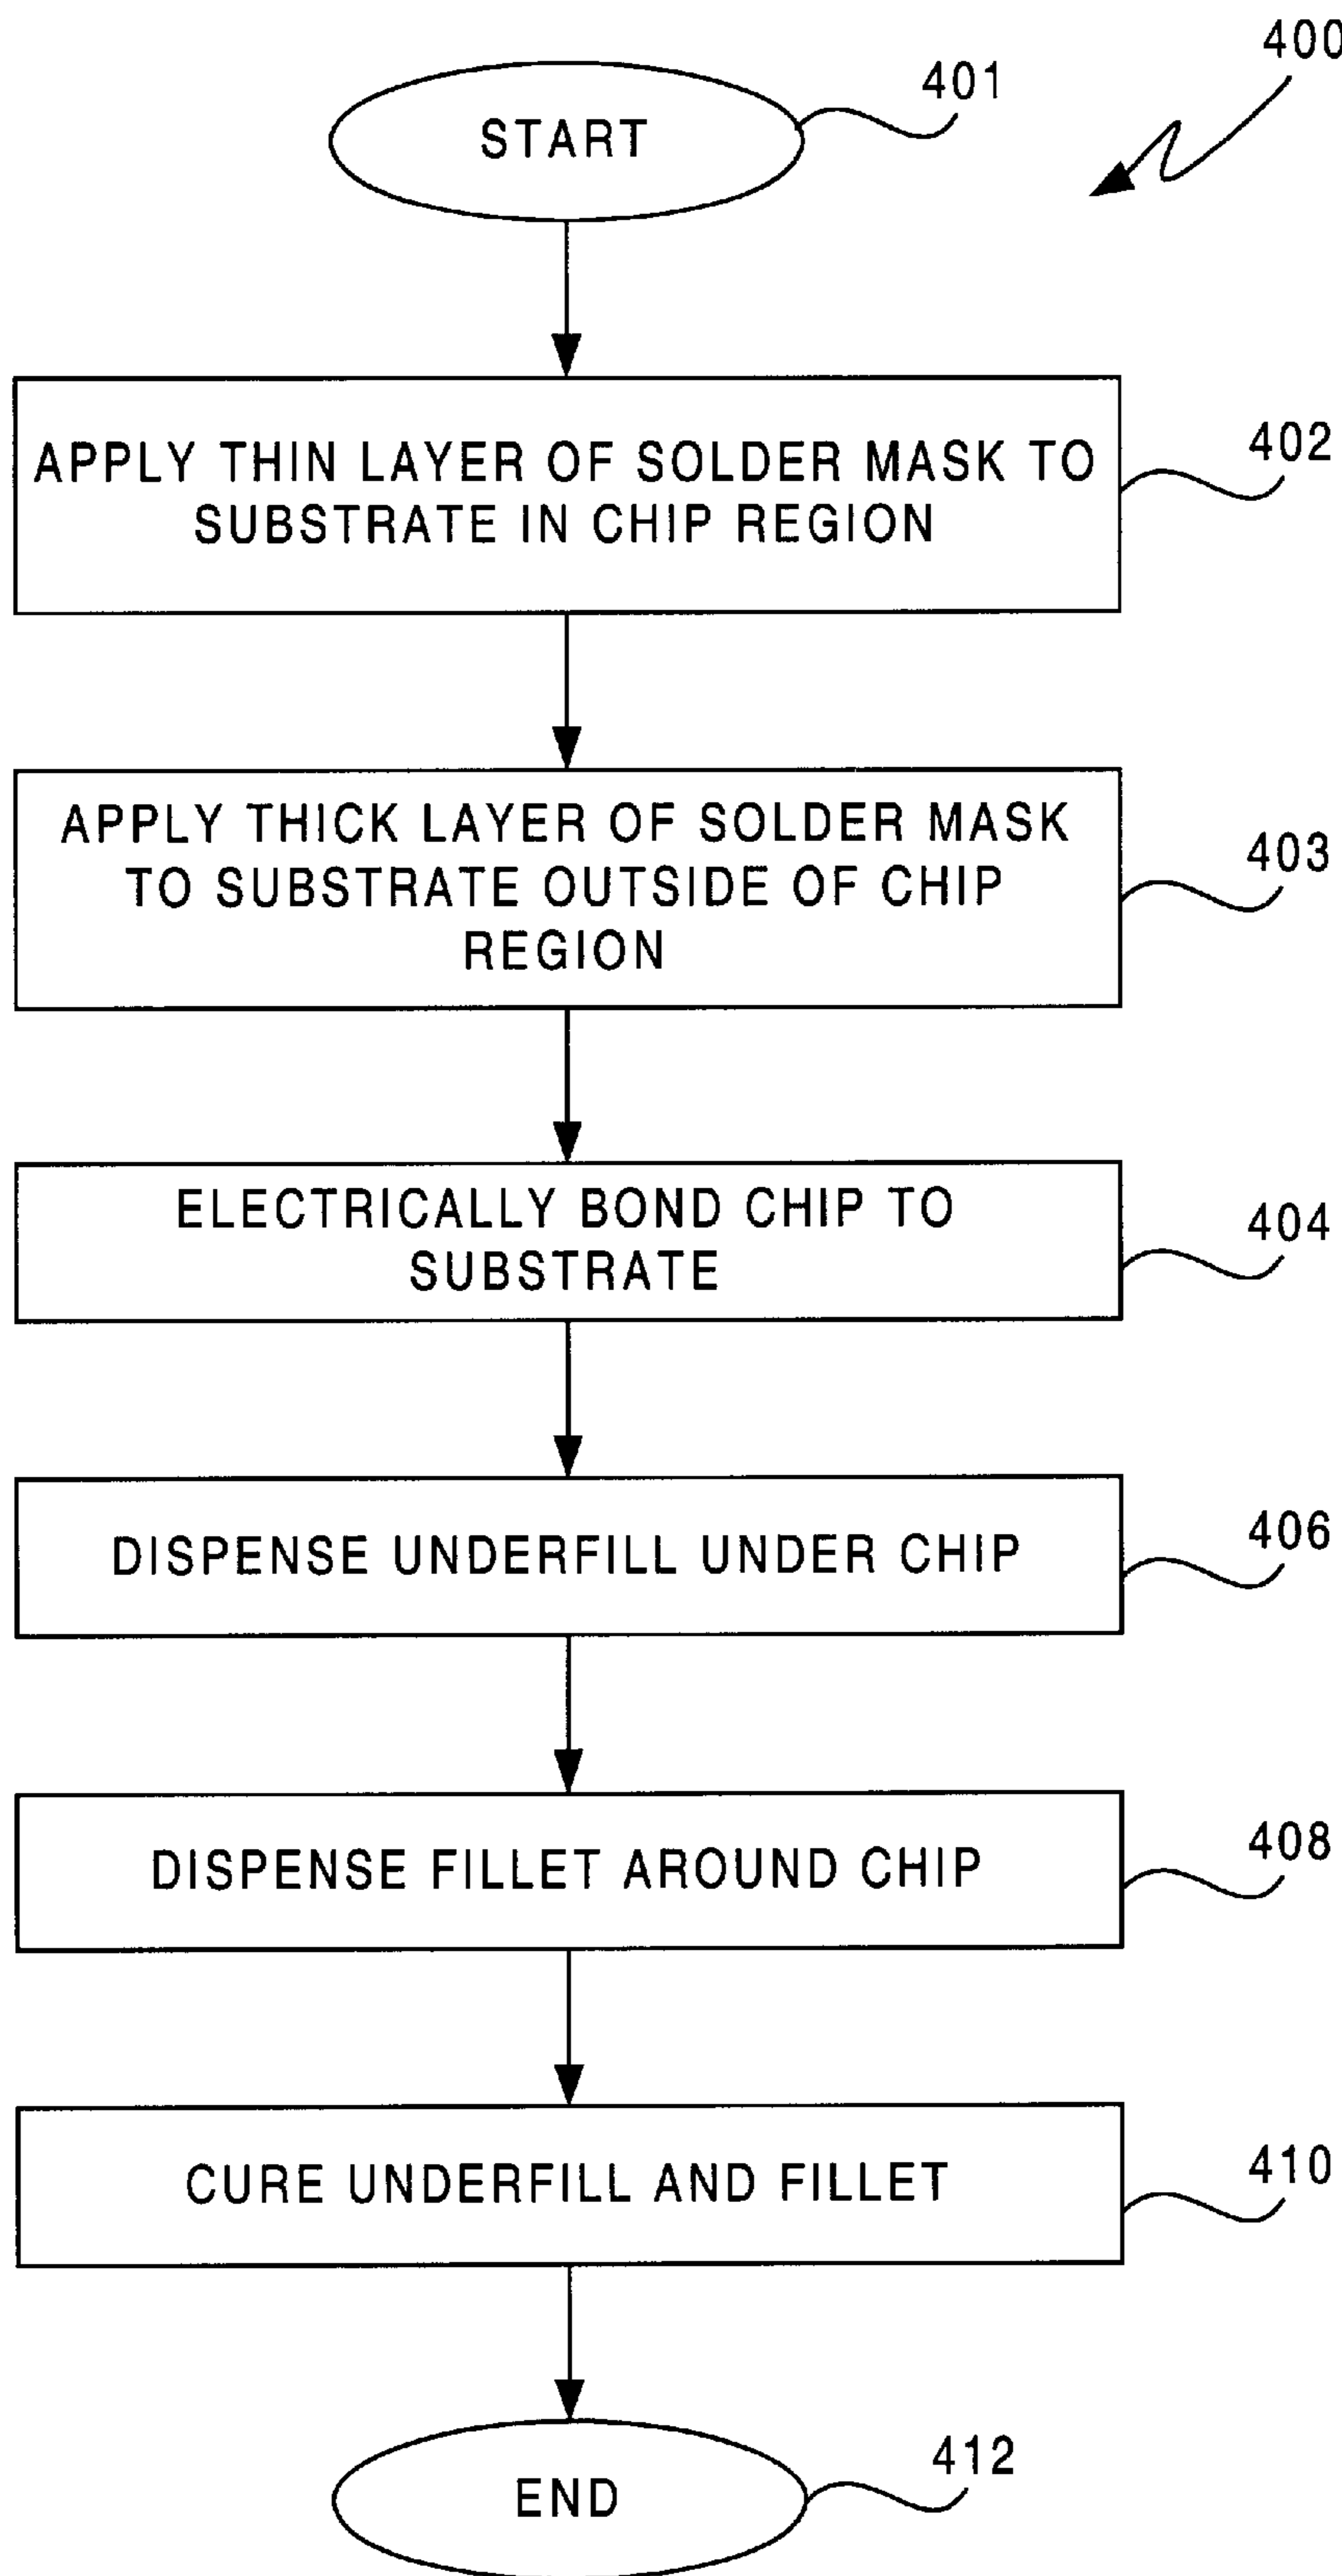 400
401
START
APPLY THIN LAYER OF SOLDER MASK TO
SUBSTRATE IN CHIP REGION
402
APPLY THICK LAYER OF SOLDER MASK
TO SUBSTRATE OUTSIDE OF CHIP
REGION
403
ELECTRICALLY BOND CHIP TO
SUBSTRATE
404
DISPENSE UNDERFILL UNDER CHIP
406
DISPENSE FILLET AROUND CHIP
408
CURE UNDERFILL AND FILLET
410
END
412